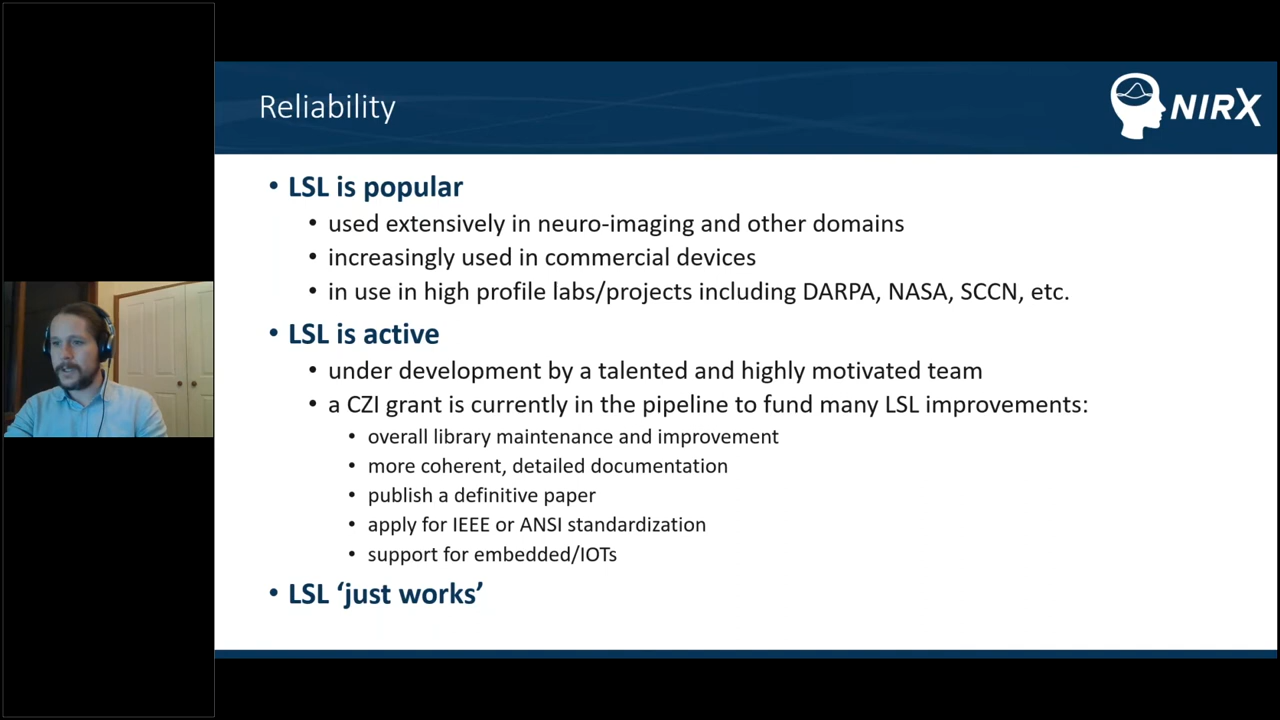 Reliability
NIRX
• LSL is popular
• used extensively in neuro-imaging and other domains
• increasingly used in commercial devices
• in use in high profile labs/projects including DARPA, NASA, SCCN, etc.
• LSL is active
• under development by a talented and highly motivated team
• a CZI grant is currently in the pipeline to fund many LSL improvements:
• overall library maintenance and improvement
• more coherent, detailed documentation
• publish a definitive paper
• apply for IEEE or ANSI standardization
• support for embedded/IOTs
• LSL ‘just works’